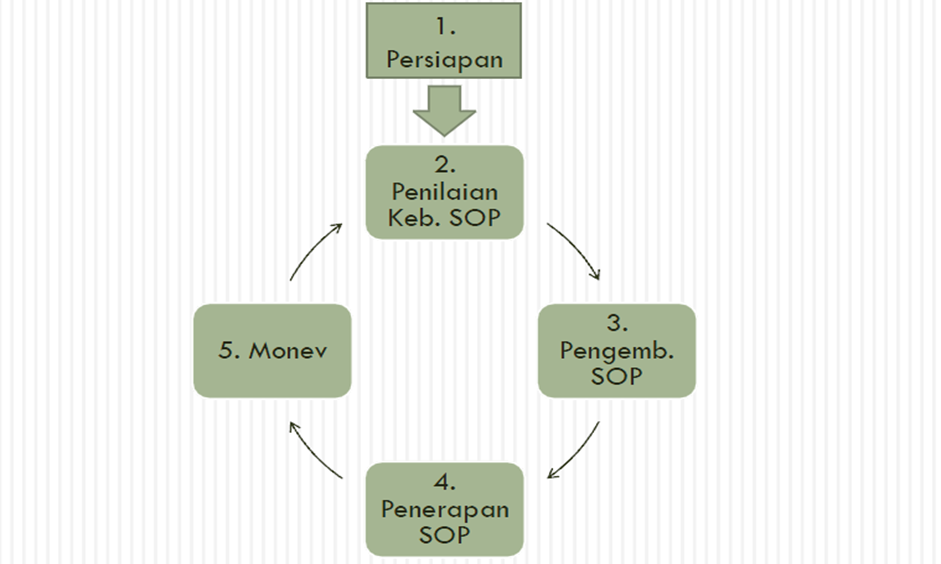 1.
Persiapan
2.
Penilaian
Keb. SOP
3.
Pengemb.
SOP
4.
Penerapan
SOP
5. Monev